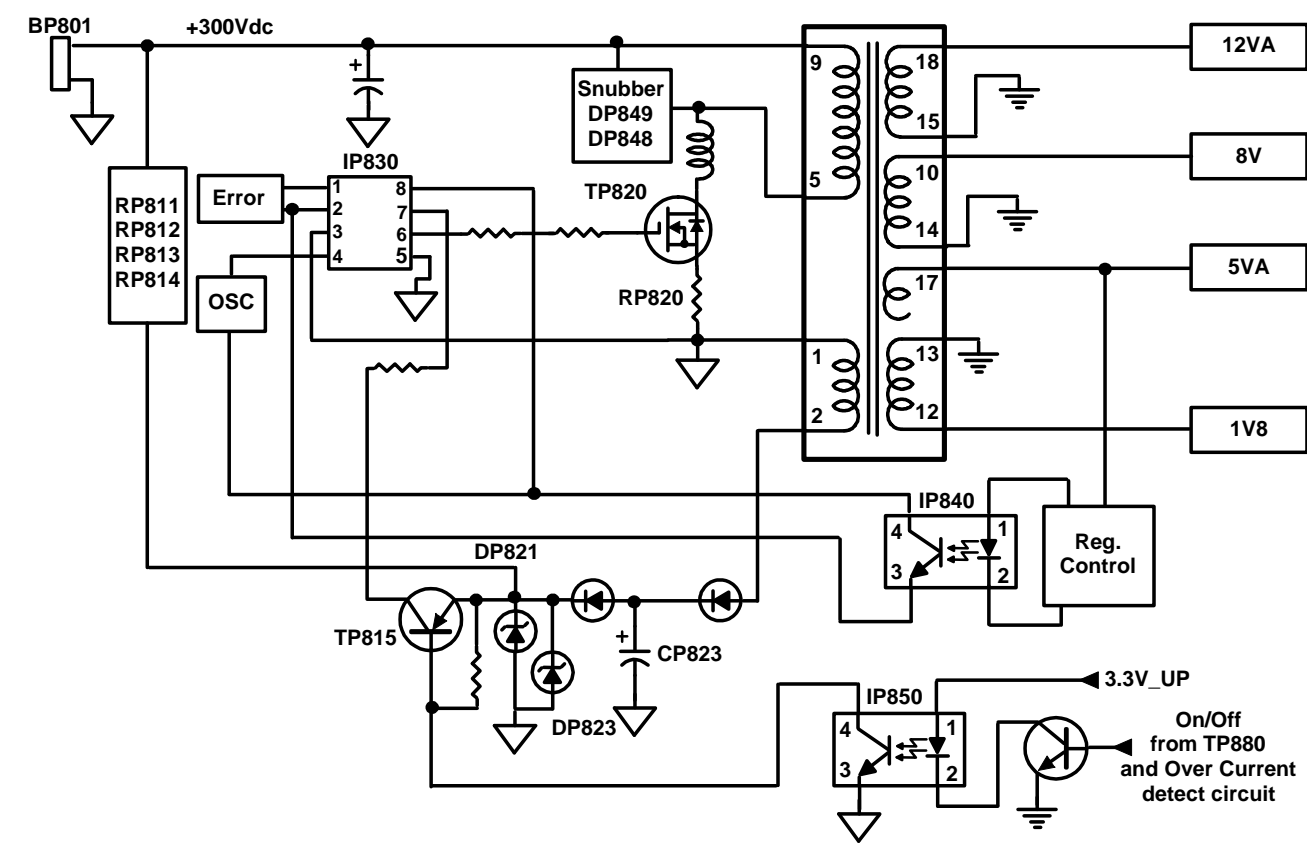 BP801
+300Vdc
+
IP830
Snubber
DP849
DP848
9
18
12VA
15
8V
10
5
14
TP820
Error
1
2
3
4
8
7
6
5
RP811
RP812
RP813
RP814
OSC
RP820
17
5VA
1
13
2
12
1V8
IP840
4
1
3
2
Reg.
Control
DP821
TP815
+
CP823
DP823
IP850
4
1
3
2
3.3V_UP
On/Off
from TP880
and Over Current
detect circuit